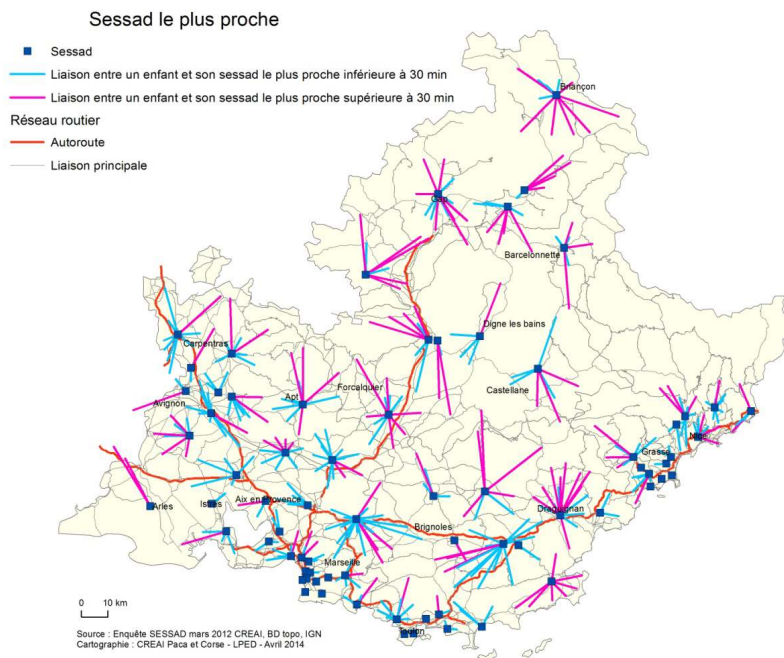 Sessad le plus proche
Sessad
Liaison entre un enfant et son sessad le plus proche inférieure à 30 min
Liaison entre un enfant et son sessad le plus proche supérieure à 30 min
Réseau routier
Autoroute
Liaison principale
Briançon
Gap
Barcelonnette
Digne les bains
Carpentras
Forcalquier
Castellane
Apt
Avignon
Nice
Grasse
Aix en Provence
Istres
Arles
Draguignan
Brignoles
Marseille
Toulon
0 10 km
Source : Enquête SESSAD mars 2012 CREAI, BD topo, IGN
Cartographie : CREAI Paca et Corse - LPED - Avril 2014